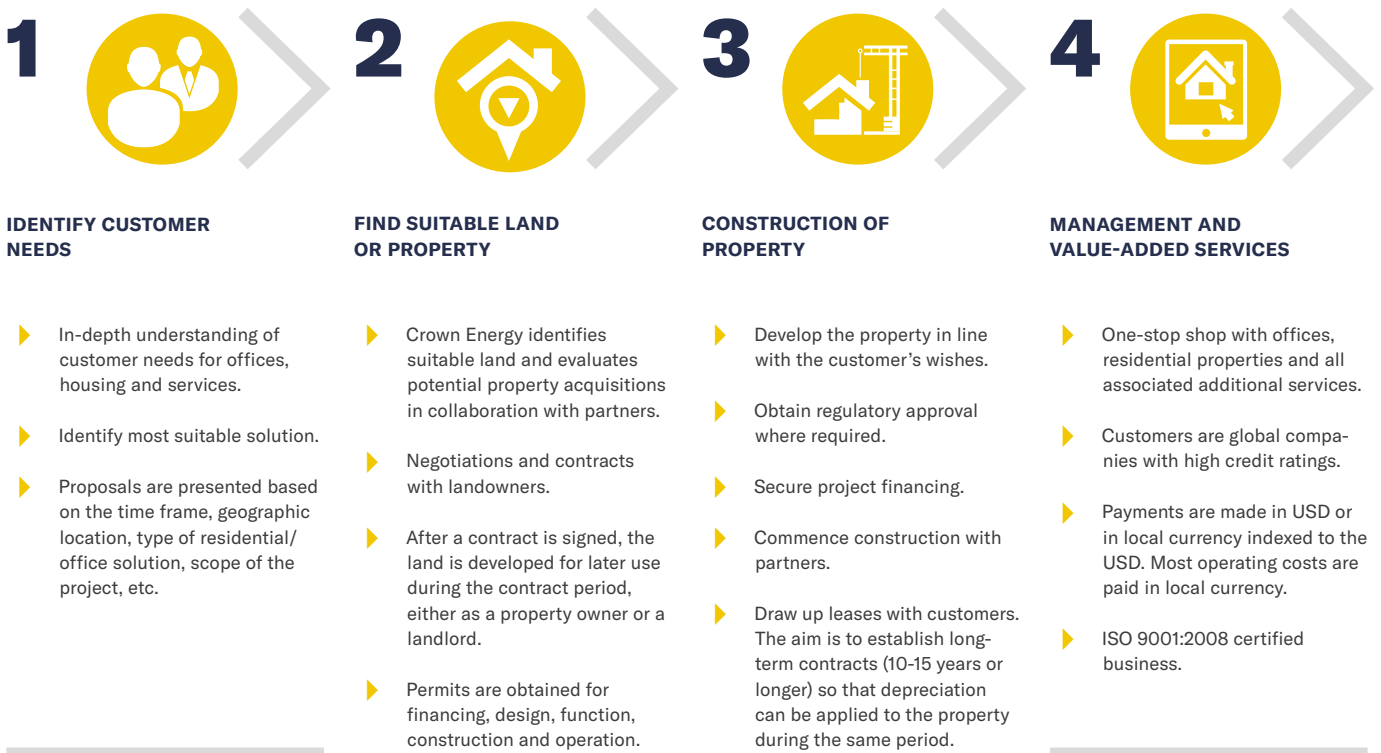 1
IDENTIFY CUSTOMER
NEEDS
In-depth understanding of
customer needs for offices,
housing and services.
Identify most suitable solution.
Proposals are presented based
on the time frame, geographic
location, type of residential/
office solution, scope of the
project, etc.
2
FIND SUITABLE LAND
OR PROPERTY
Crown Energy identifies
suitable land and evaluates
potential property acquisitions
in collaboration with partners.
Negotiations and contracts
with landowners.
After a contract is signed, the
land is developed for later use
during the contract period,
either as a property owner or a
landlord.
Permits are obtained for
financing, design, function,
construction and operation.
3
CONSTRUCTION OF
PROPERTY
Develop the property in line
with the customer's wishes.
Obtain regulatory approval
where required.
Secure project financing.
Commence construction with
partners.
Draw up leases with customers.
The aim is to establish long-
term contracts (10-15 years or
longer) so that depreciation
can be applied to the property
during the same period.
4
MANAGEMENT AND
VALUE-ADDED SERVICES
One-stop shop with offices,
residential properties and all
associated additional services.
Customers are global compa-
nies with high credit ratings.
Payments are made in USD or
in local currency indexed to the
USD. Most operating costs are
paid in local currency.
ISO 9001:2008 certified
business.